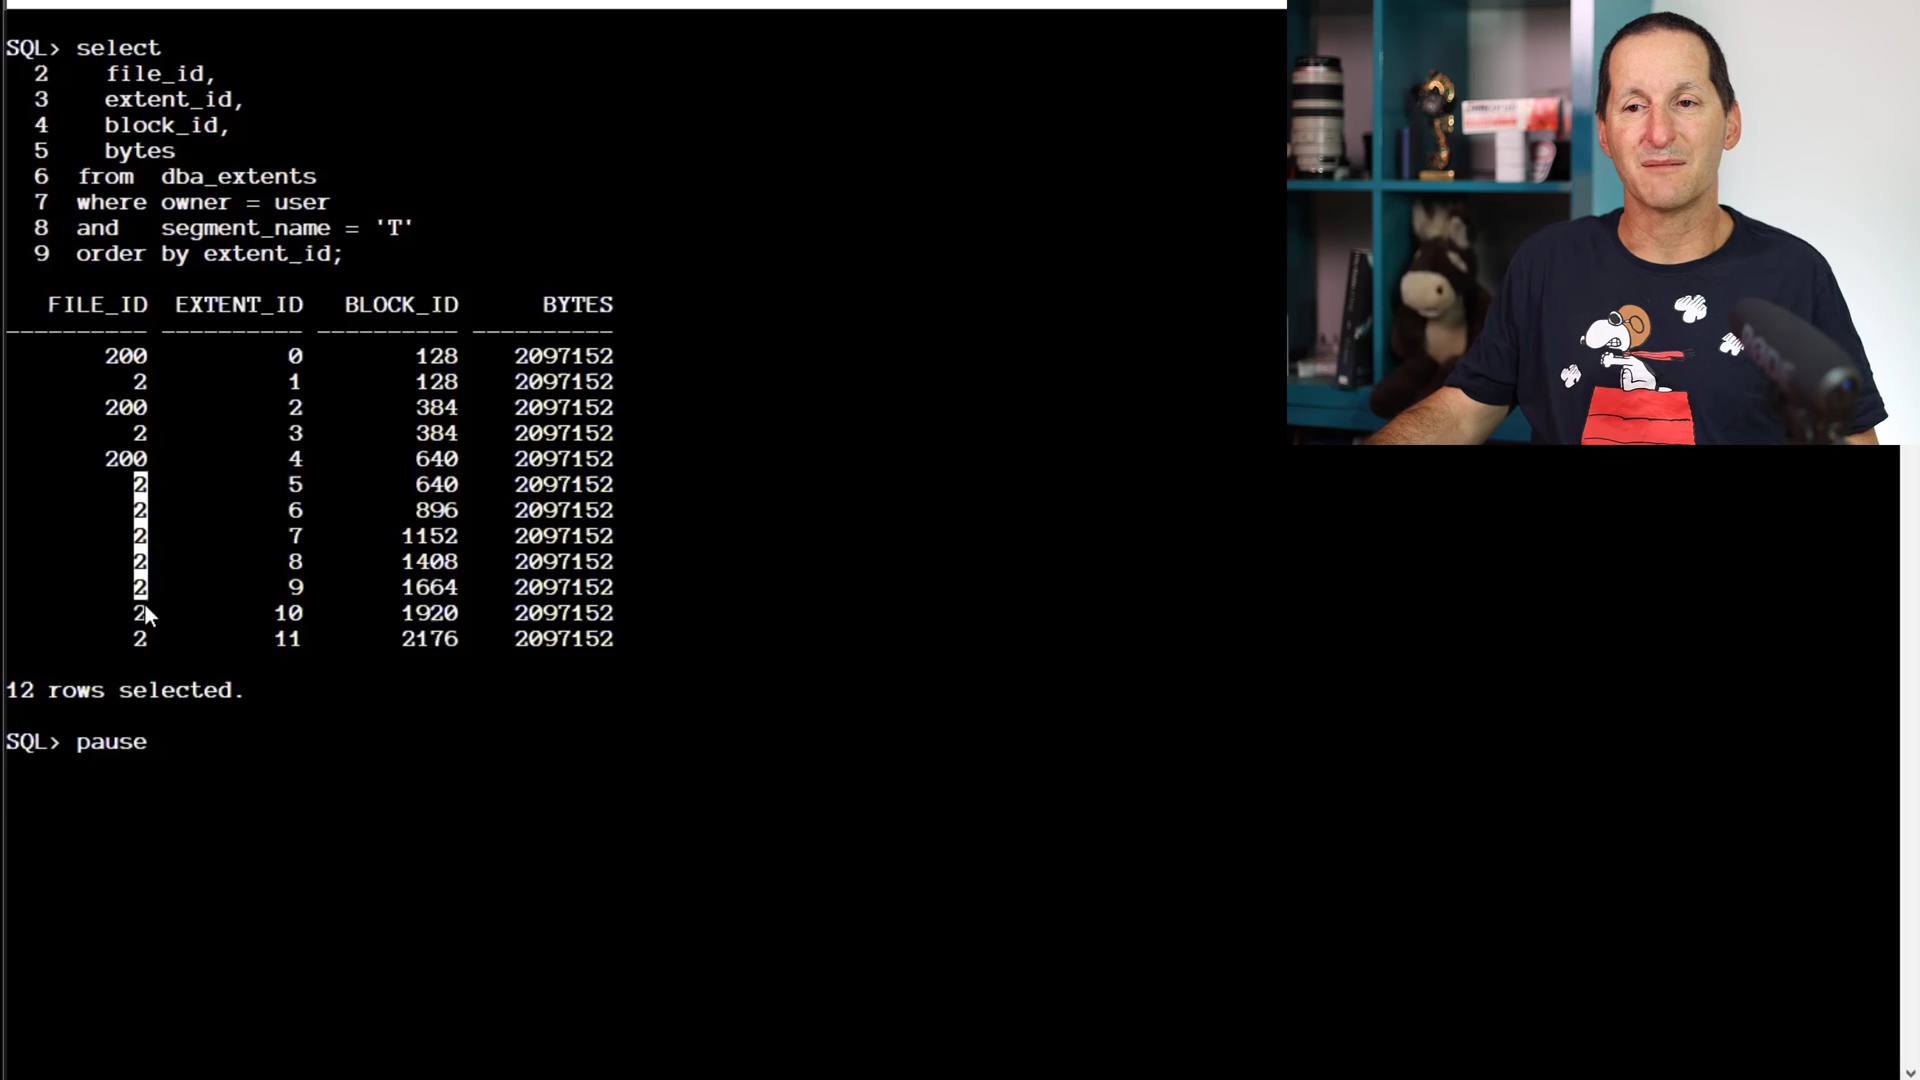 SQL> select
2 file_id,
3 extent_id,
4 block_id,
5 bytes
6 from dba_extents
7 where owner = user
8 and segment_name = 'T'
9 order by extent_id;
FILE_ID EXTENT_ID BLOCK_ID BYTES
---------- ---------- ---------- ----------
200 0 128 2097152
2 1 128 2097152
200 2 384 2097152
2 3 384 2097152
200 4 640 2097152
2 5 640 2097152
2 6 896 2097152
2 7 1152 2097152
2 8 1408 2097152
2 9 1664 2097152
2 10 1920 2097152
2 11 2176 2097152
12 rows selected.
SQL> pause